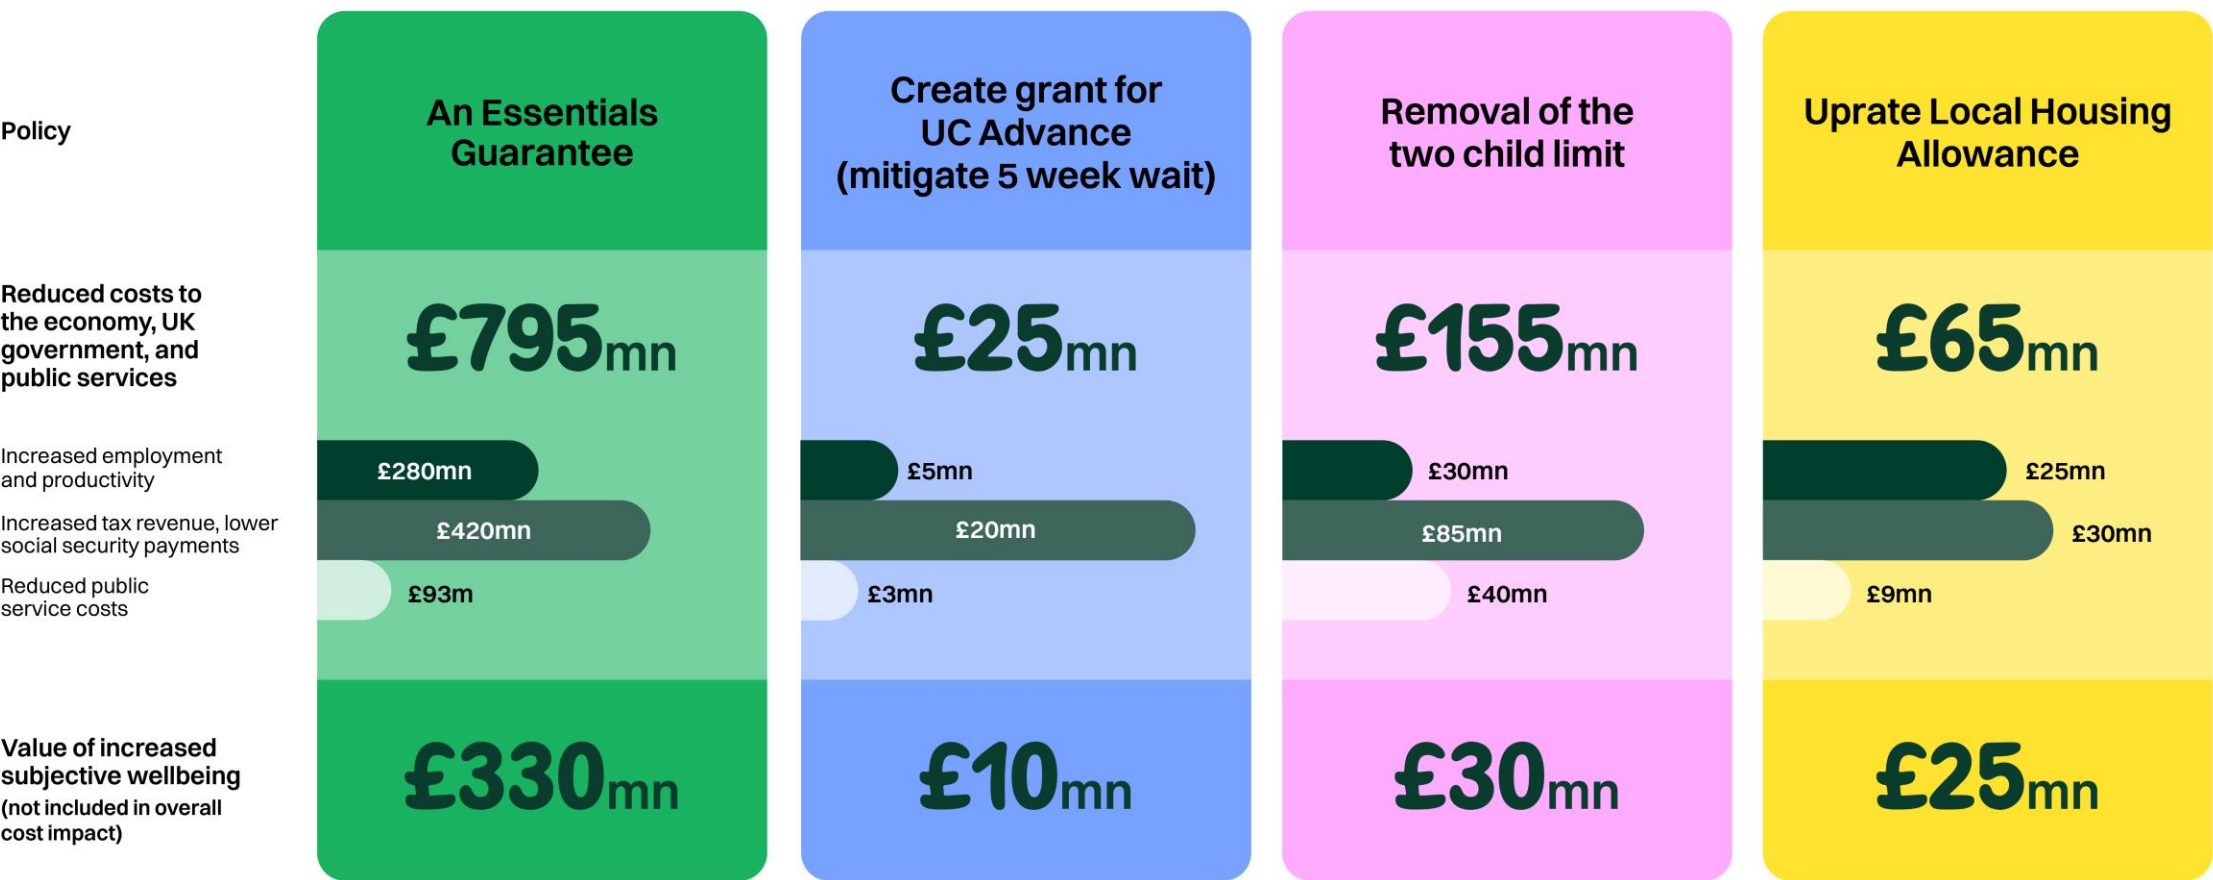 Policy
An Essentials
Guarantee
Create grant for
UC Advance
(mitigate 5 week wait)
Removal of the
two child limit
Uprate Local Housing
Allowance
Reduced costs to
the economy, UK
government, and
public services
£795mn
£25mn
£155mn
£65mn
Increased employment
and productivity
£280mn
£5mn
£30mn
£25mn
Increased tax revenue, lower
social security payments
£420mn
£20mn
£85mn
£30mn
Reduced public
service costs
£93m
£3mn
£40mn
£9mn
Value of increased
subjective wellbeing
(not included in overall
cost impact)
£330mn
£10mn
£30mn
£25mn